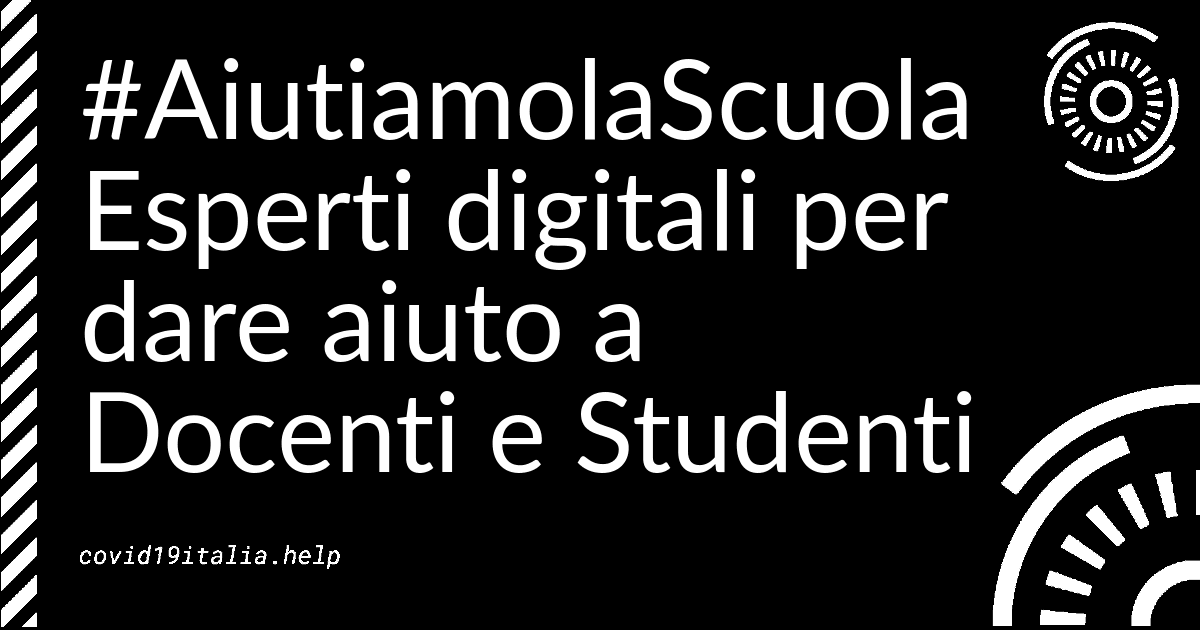 #AiutiamolaScuola
Esperti digitali per
dare aiuto a
Docenti e Studenti
covid19italia.help